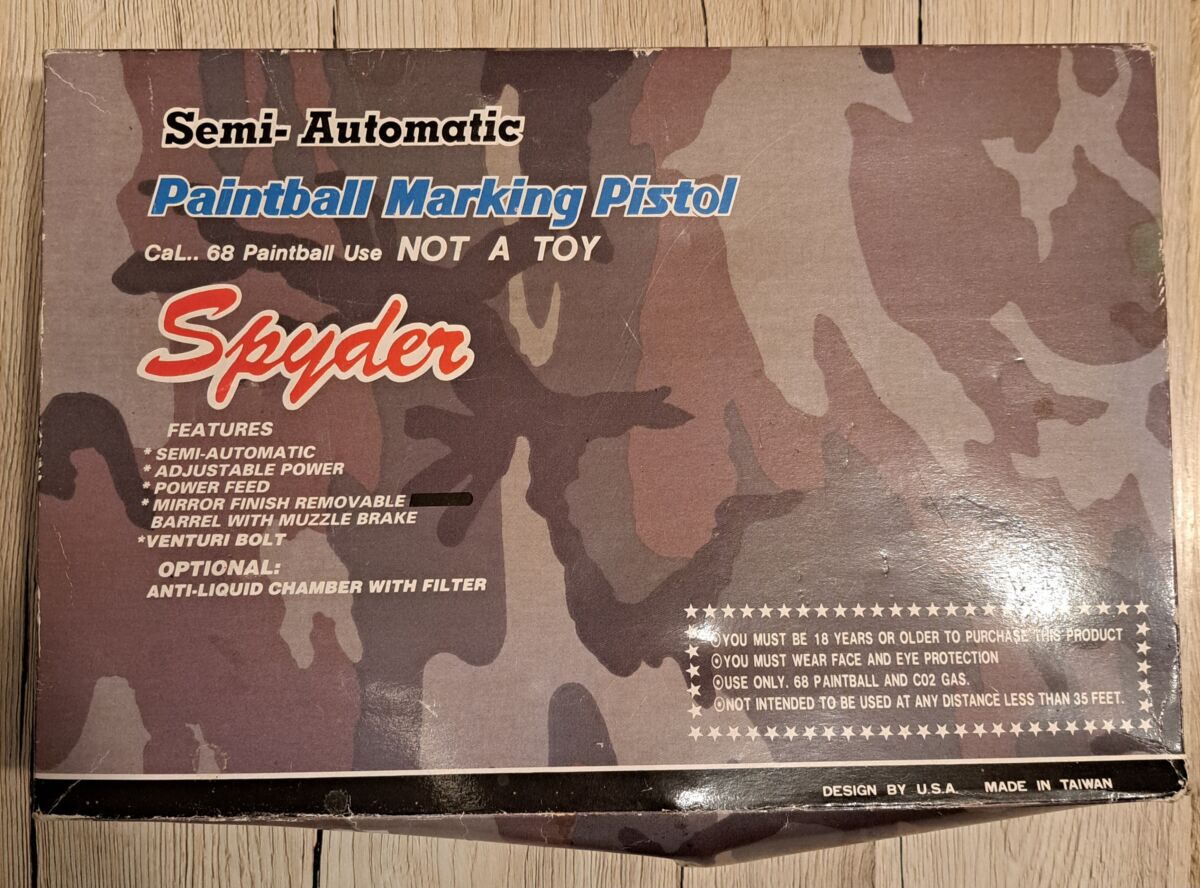 Semi- Automatic
Paintball Marking Pistol
CaL.. 68 Paintball Use NOT A TOY
Spyder
FEATURES
* SEMI-AUTOMATIC
* ADJUSTABLE POWER
* POWER FEED
* MIRROR FINISH REMOVABLE
BARREL WITH MUZZLE BRAKE
*VENTURI BOLT
OPTIONAL:
ANTI-LIQUID CHAMBER WITH FILTER
⊙YOU MUST BE 18 YEARS OR OLDER TO PURCHASE THIS PRODUCT
⊙YOU MUST WEAR FACE AND EYE PROTECTION
⊙USE ONLY. 68 PAINTBALL AND CO2 GAS.
⊙NOT INTENDED TO BE USED AT ANY DISTANCE LESS THAN 35 FEET.
DESIGN BY U.S.A. MADE IN TAIWAN